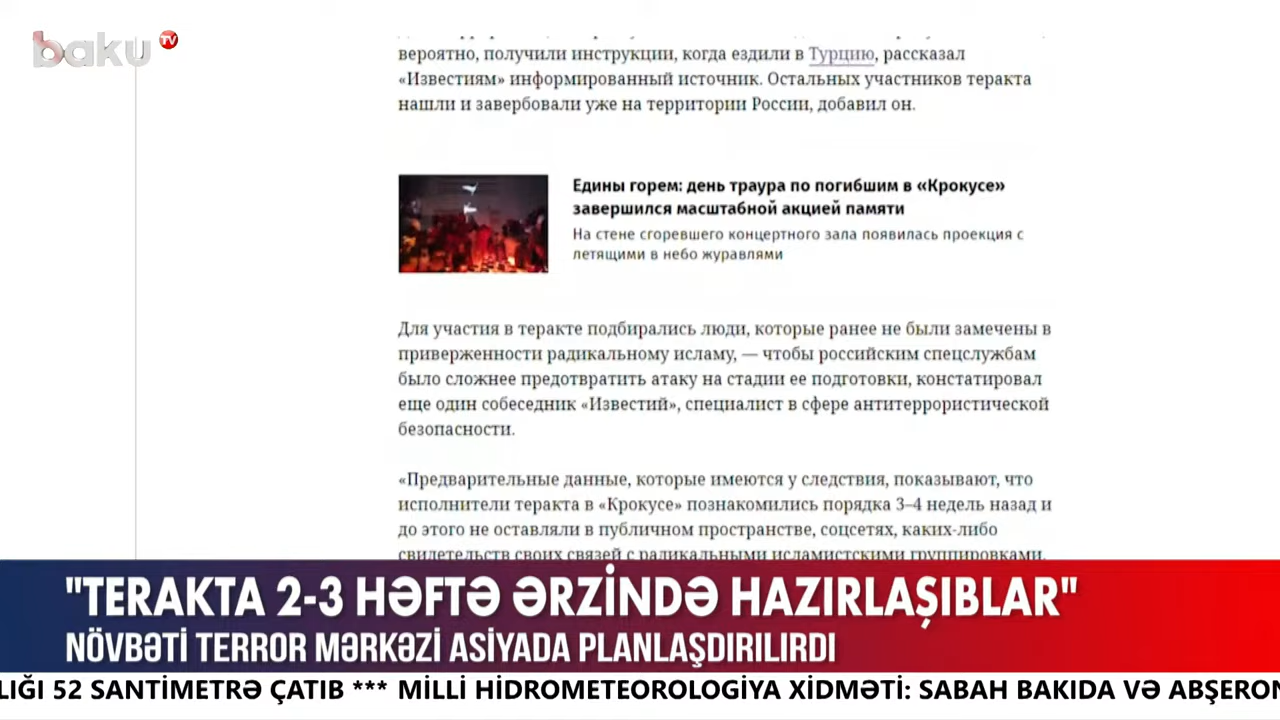 baku TV
вероятно, получили инструкции, когда ездили в Турцию, рассказал
«Известиям» информированный источник. Остальных участников теракта
нашли и завербовали уже на территории России, добавил он.
Едины горем: день траура по погибшим в «Крокусе»
завершился масштабной акцией памяти
На стене сгоревшего концертного зала появилась проекция с
летящими в небо журавлями
Для участия в теракте подбирались люди, которые ранее не были замечены в
приверженности радикальному исламу, — чтобы российским спецслужбам
было сложнее предотвратить атаку на стадии ее подготовки, констатировал
еще один собеседник «Известий», специалист в сфере антитеррористической
безопасности.
«Предварительные данные, которые имеются у следствия, показывают, что
исполнители теракта в «Крокусе» познакомились порядка 3–4 недель назад и
до этого не оставляли в публичном пространстве, соцсетях, каких-либо
свидетельств своих связей с радикальными исламистскими группировками.
"TERAKTA 2-3 HƏFTƏ ƏRZİNDƏ HAZIRLAŞIBLAR"
NÖVBƏTİ TERROR MƏRKƏZİ ASİYADA PLANLAŞDIRILIRDI
LIĞI 52 SANTİMETRƏ ÇATIB *** MİLLİ HİDROMETEOROLOGİYA XİDMƏTİ: SABAH BAKIDA VƏ ABŞERON